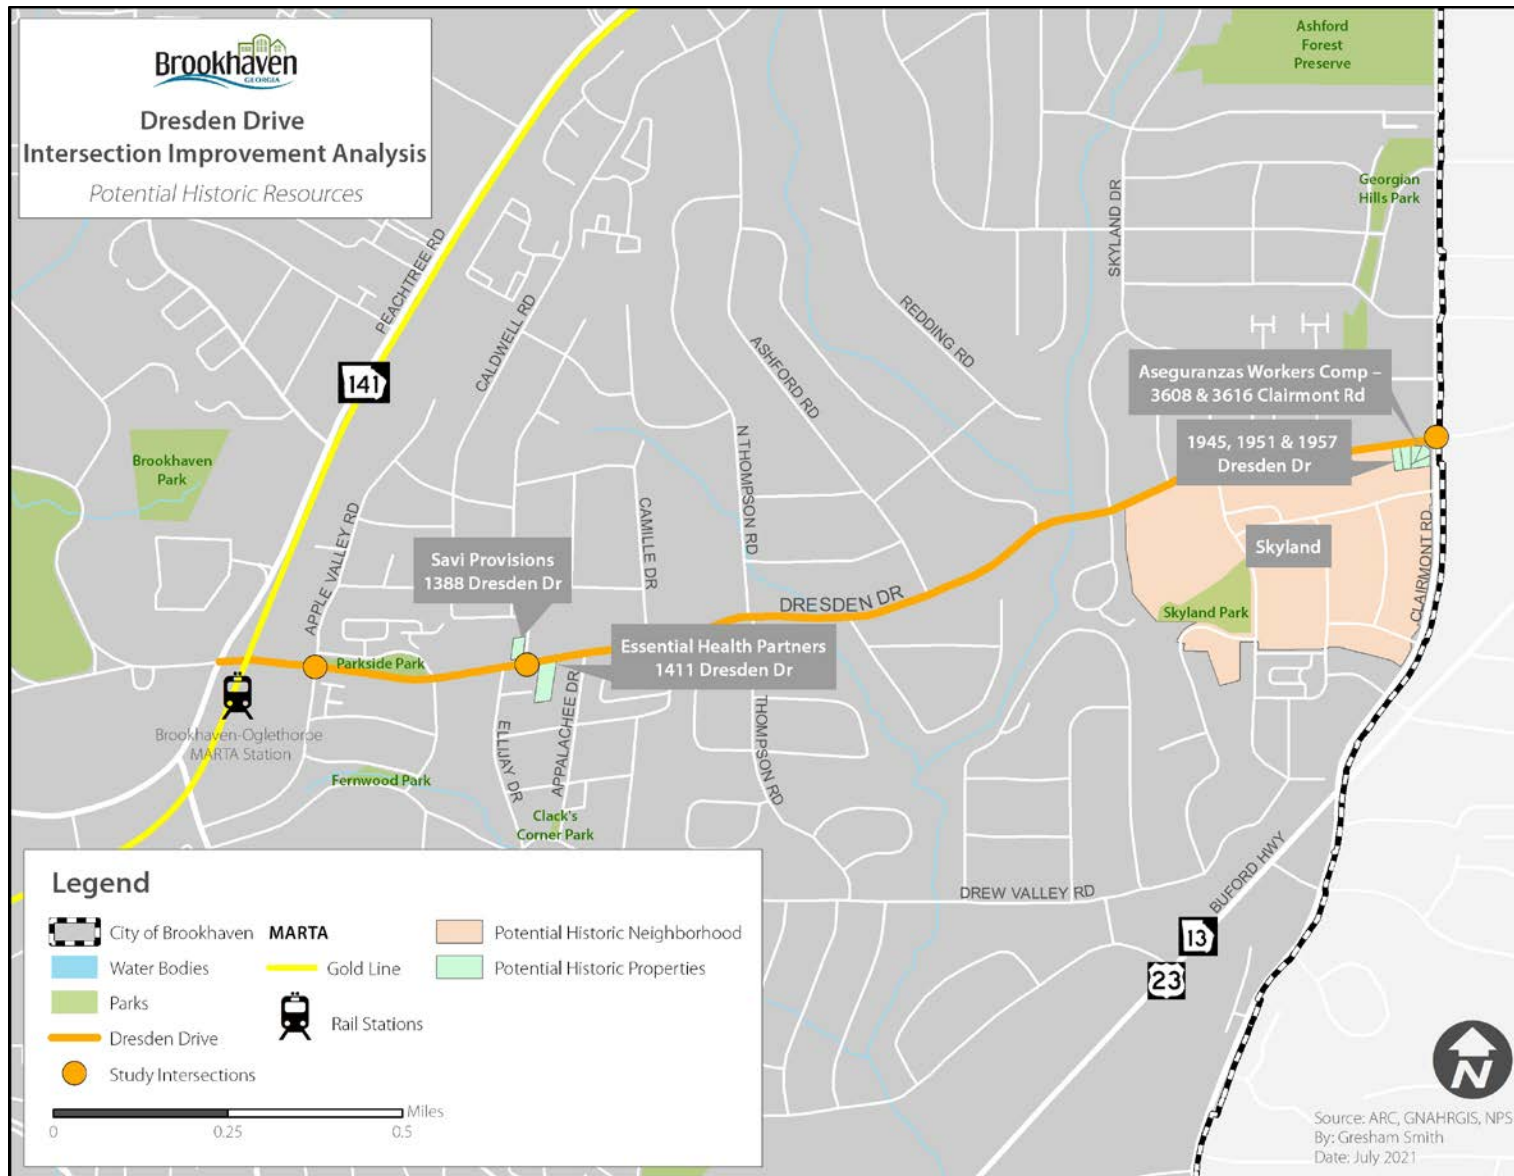 Brookhaven
GEORGIA
Dresden Drive
Intersection Improvement Analysis
Potential Historic Resources
Ashford
Forest
Preserve
Georgian
Hills Park
SKYLAND DR
PEACHTREE RD
141
CALDWELL RD
REDDING RD
ASHFORD RD
N THOMPSON RD
Aseguranzas Workers Comp –
3608 & 3616 Clairmont Rd
1945, 1951 & 1957
Dresden Dr
Brookhaven
Park
APPLE VALLEY RD
CAMILLE DR
Savi Provisions
1388 Dresden Dr
Skyland
CLAIRMONT RD
DRESDEN DR
Skyland Park
Essential Health Partners
1411 Dresden Dr
Parkside Park
Brookhaven-Oglethorpe
MARTA Station
ELLIJAY DR
APPALACHEE DR
THOMPSON RD
Fernwood Park
Clack's
Corner Park
DREW VALLEY RD
BUFORD HWY
13
23
Legend
City of Brookhaven
Water Bodies
Parks
Dresden Drive
Study Intersections
MARTA
Gold Line
Rail Stations
Potential Historic Neighborhood
Potential Historic Properties
Miles
0 0.25 0.5
N
Source: ARC, GNAHRGIS, NPS
By: Gresham Smith
Date: July 2021